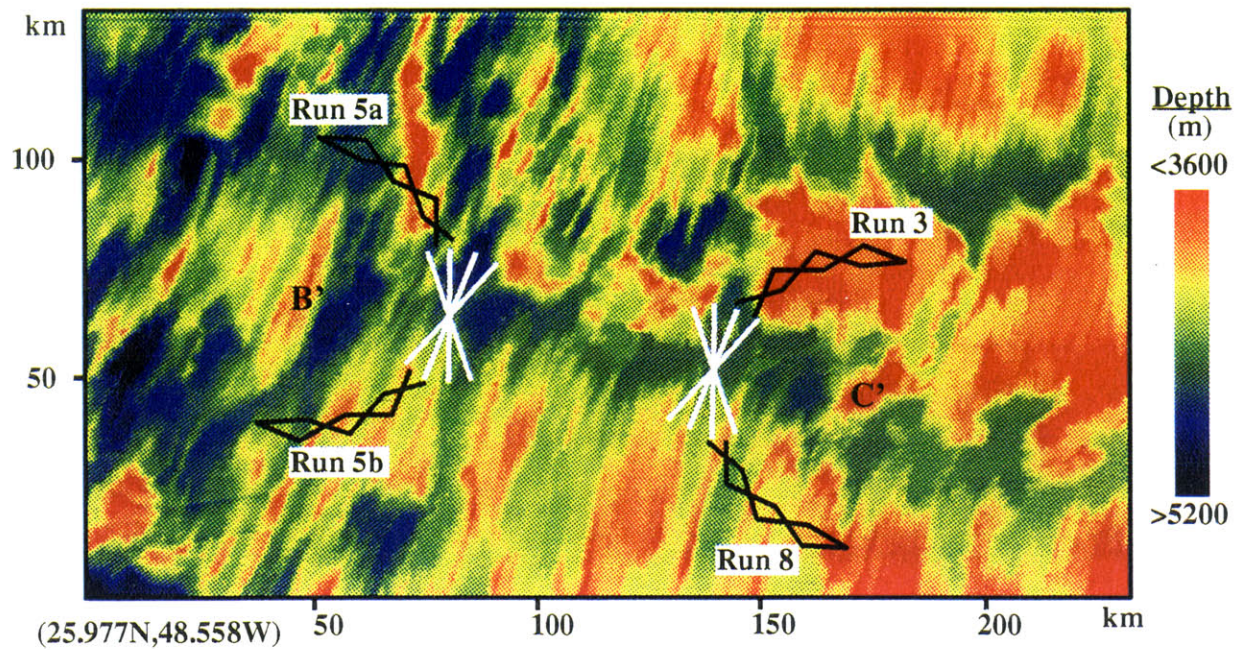 km
Run 5a
Depth
(m)
100
<3600
Run 3
B'
50
C'
Run 5b
>5200
Run 8
(25.977N,48.558W)
50
100
150
200
km